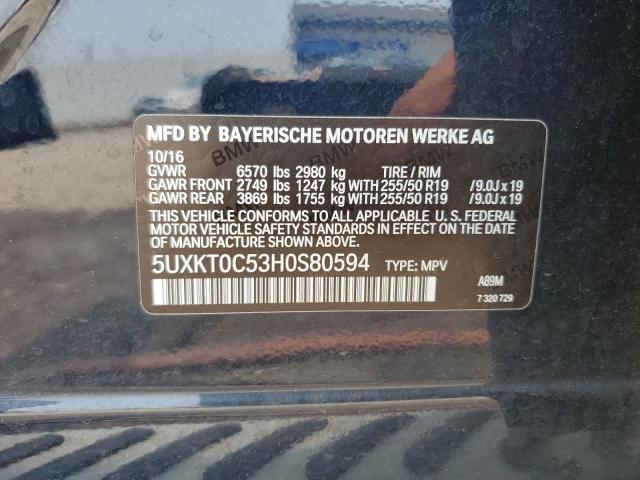 MFD BY BAYERISCHE MOTOREN WERKE AG
10/16
GVWR 6570 lbs 2980 kg TIRE / RIM
GAWR FRONT 2749 lbs 1247 kg WITH 255/50 R19 /9.0J x 19
GAWR REAR 3869 lbs 1755 kg WITH 255/50 R19 /9.0J x 19
THIS VEHICLE CONFORMS TO ALL APPLICABLE U. S. FEDERAL
MOTOR VEHICLE SAFETY STANDARDS IN EFFECT ON THE
DATE OF MANUFACTURE SHOWN ABOVE.
5UXKT0C53H0S80594 TYPE: MPV
A89M
7 320 729